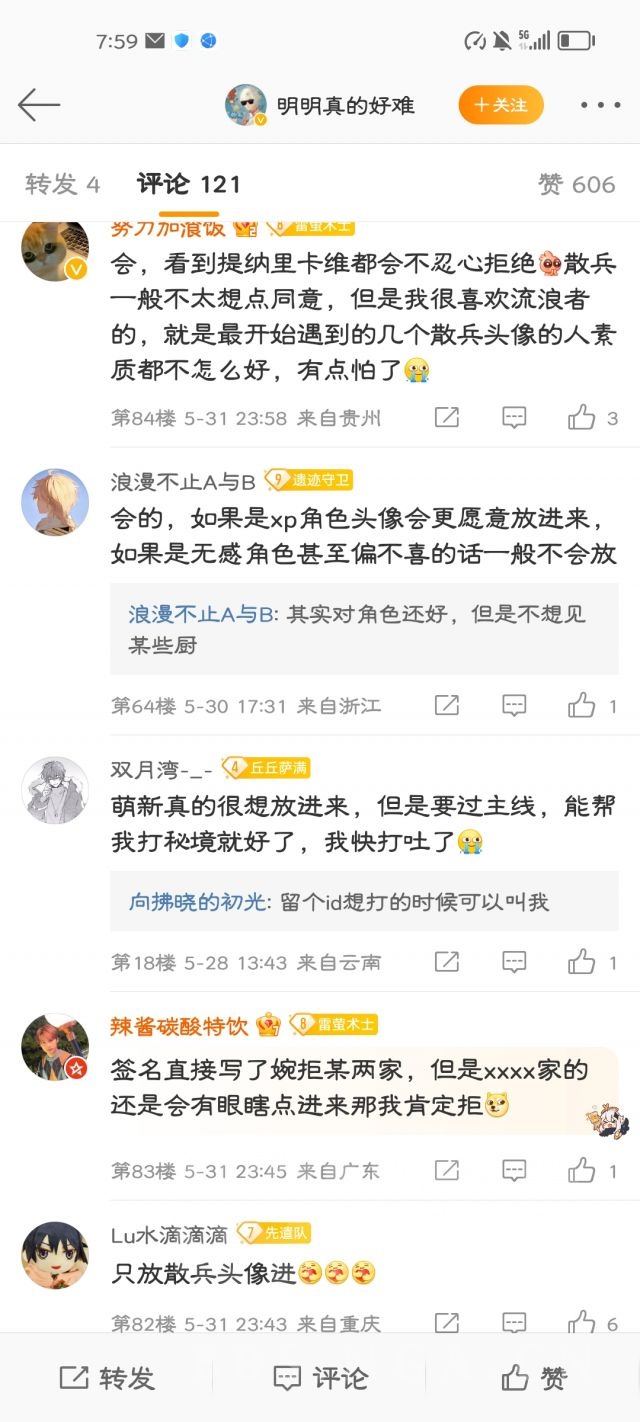 7:59
5G
明明真的好难
+关注
转发 4 评论 121 赞 606
努力加飱饭 8 雷萤术士
会，看到提纳里卡维都会不忍心拒绝散兵
一般不太想点同意，但是我很喜欢流浪者
的，就是最开始遇到的几个散兵头像的人素
质都不怎么好，有点怕了
第84楼 5-31 23:58 来自贵州 3
浪漫不止A与B 9 遗迹守卫
会的，如果是xp角色头像会更愿意放进来，
如果是无感角色甚至偏不喜的话一般不会放
浪漫不止A与B: 其实对角色还好，但是不想见
某些厨
第64楼 5-30 17:31 来自浙江 1
双月湾-_- 4 丘丘萨满
萌新真的很想放进来，但是要过主线，能帮
我打秘境就好了，我快打吐了
向拂晓的初光: 留个id想打的时候可以叫我
第18楼 5-28 13:43 来自云南 1
辣酱碳酸特饮 8 雷萤术士
签名直接写了婉拒某两家，但是xxxx家的
还是会有眼瞎点进来那我肯定拒
第83楼 5-31 23:45 来自广东 1
Lu水滴滴滴 7 先遣队
只放散兵头像进
第82楼 5-31 23:43 来自重庆 6
转发 评论 赞